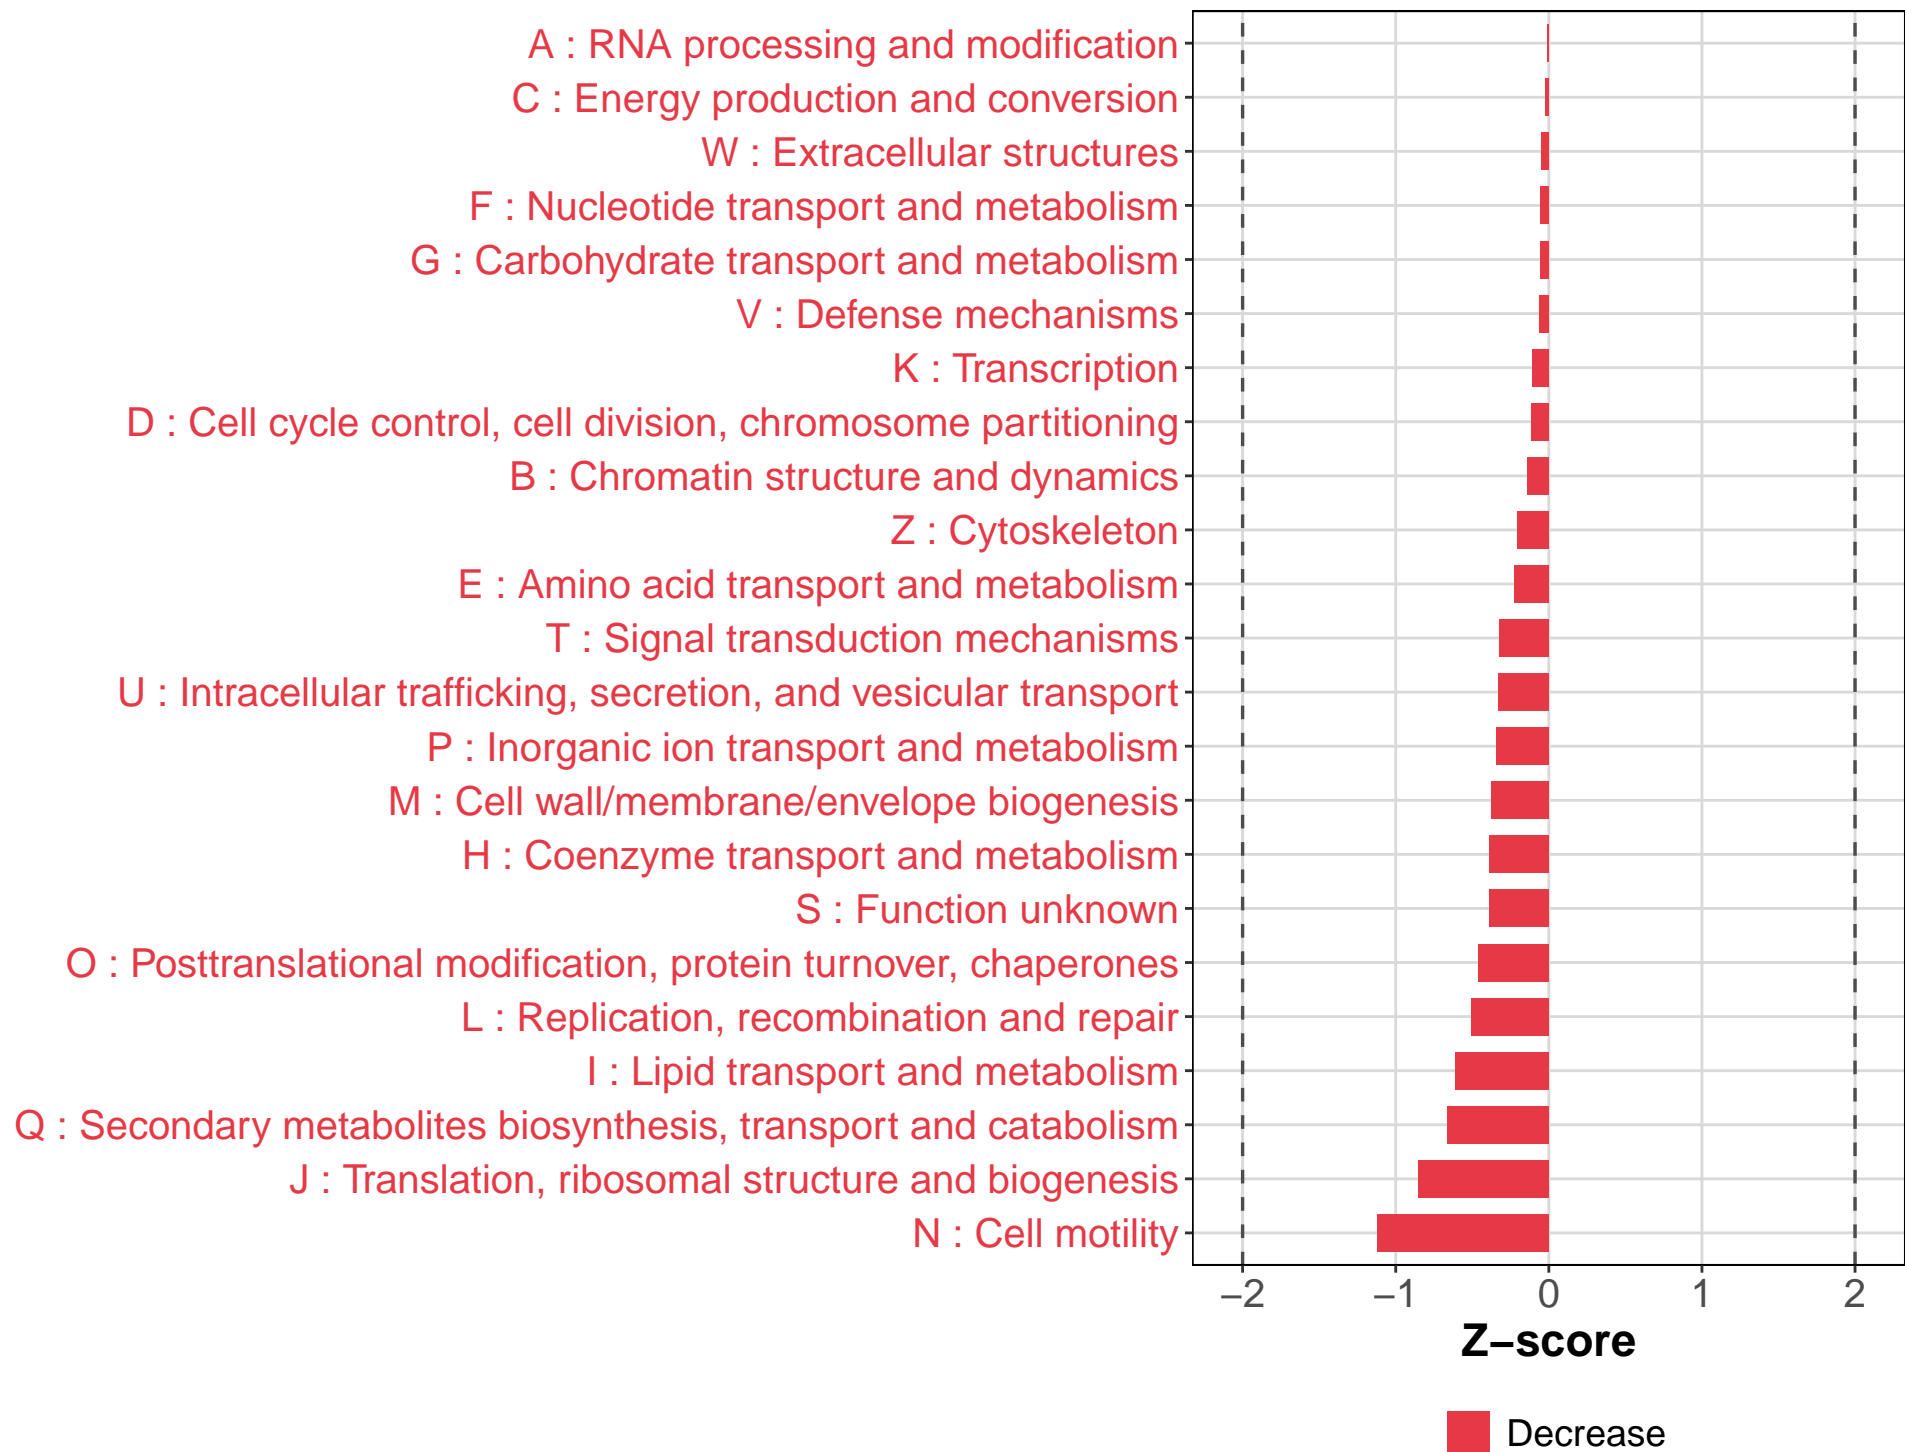 A : RNA processing and modification
C : Energy production and conversion
W : Extracellular structures
F : Nucleotide transport and metabolism
G : Carbohydrate transport and metabolism
V : Defense mechanisms
K : Transcription
D : Cell cycle control, cell division, chromosome partitioning
B : Chromatin structure and dynamics
Z : Cytoskeleton
E : Amino acid transport and metabolism
T : Signal transduction mechanisms
U : Intracellular trafficking, secretion, and vesicular transport
P : Inorganic ion transport and metabolism
M : Cell wall/membrane/envelope biogenesis
H : Coenzyme transport and metabolism
S : Function unknown
O : Posttranslational modification, protein turnover, chaperones
L : Replication, recombination and repair
I : Lipid transport and metabolism
Q : Secondary metabolites biosynthesis, transport and catabolism
J : Translation, ribosomal structure and biogenesis
N : Cell motility
−2 −1 0 1 2
Z−score
Decrease